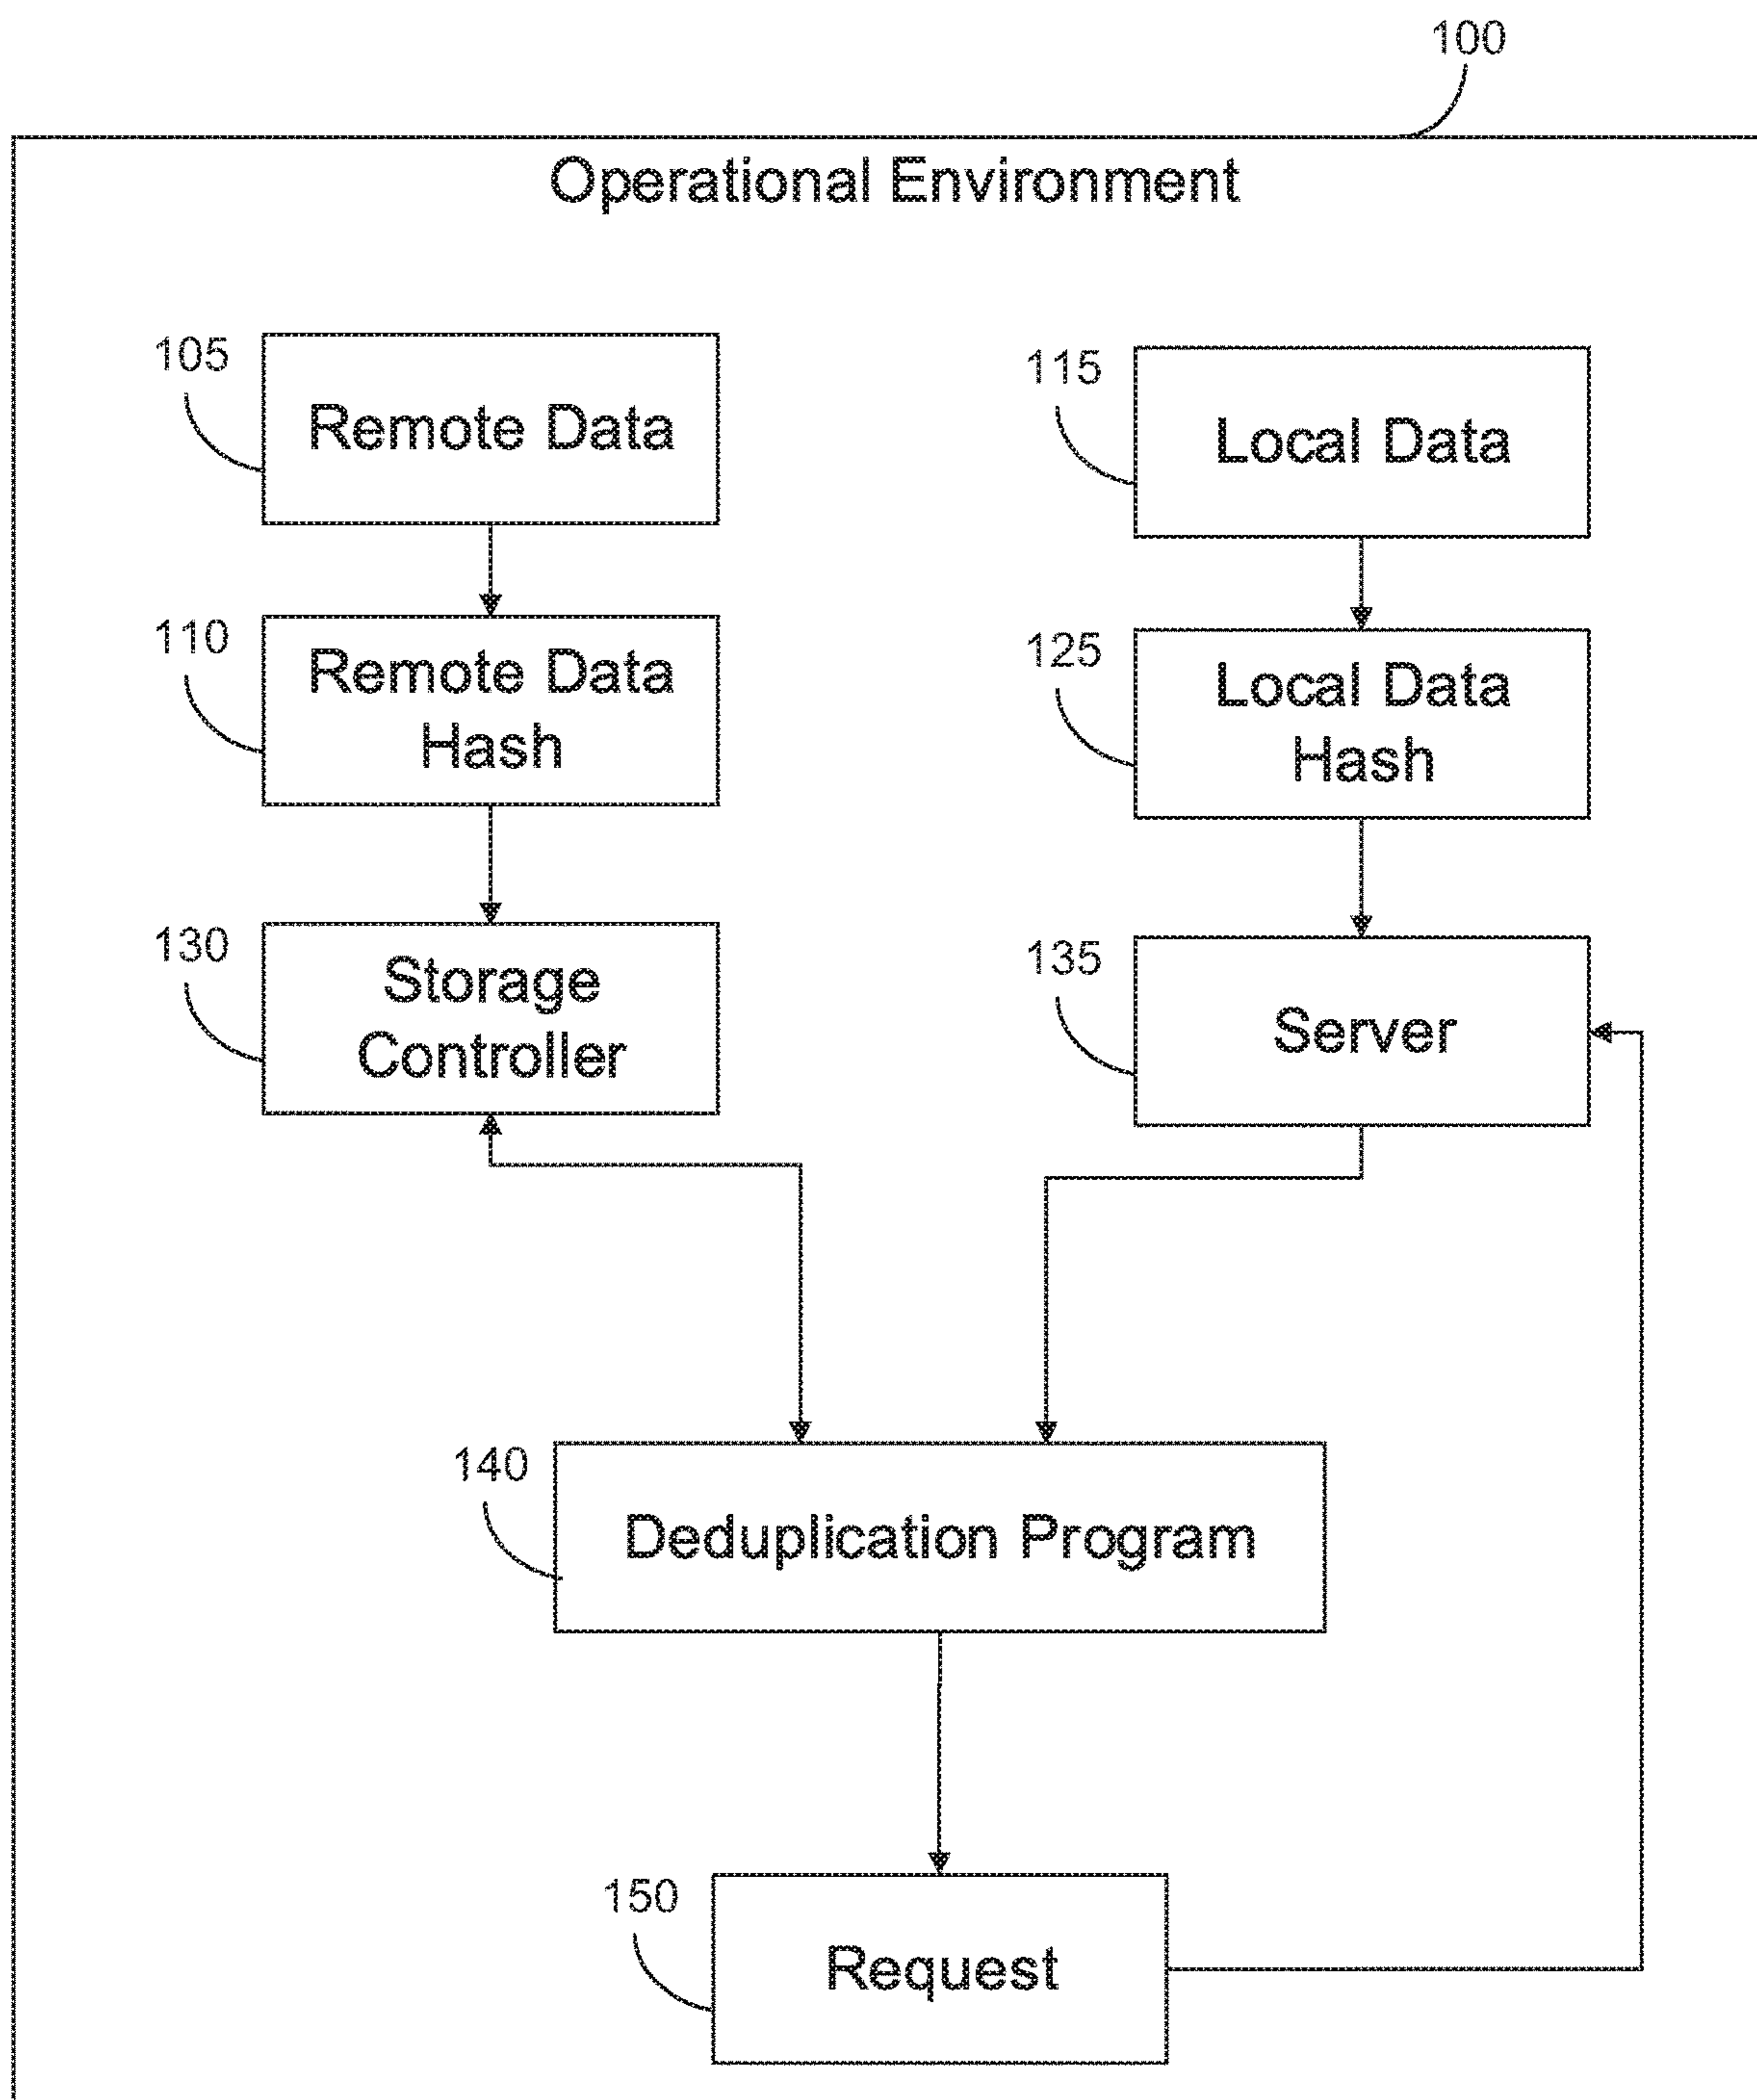 100
Operational Environment
105
Remote Data
115
Local Data
110
Remote Data
Hash
125
Local Data
Hash
130
Storage
Controller
135
Server
140
Deduplication Program
150
Request